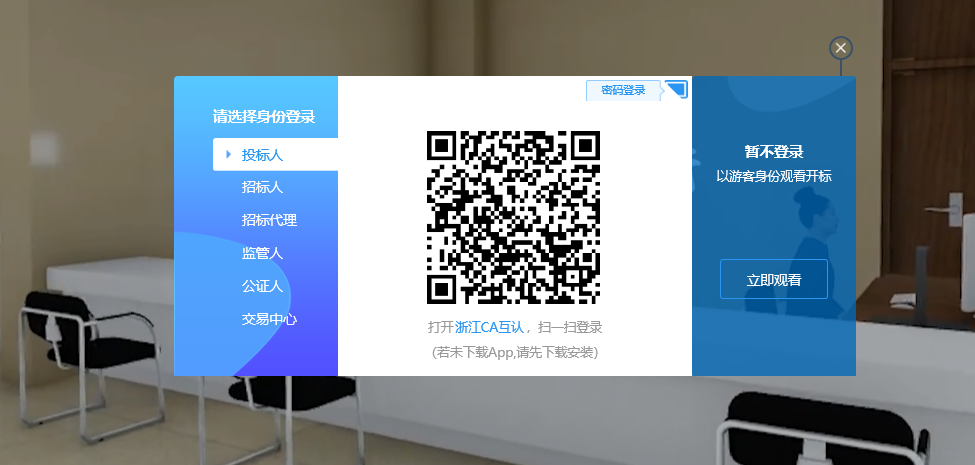 请选择身份登录
投标人
招标人
招标代理
监管人
公证人
交易中心
密码登录
打开浙江CA互认，扫一扫登录
(若未下载App,请先下载安装)
暂不登录
以游客身份观看开标
立即观看